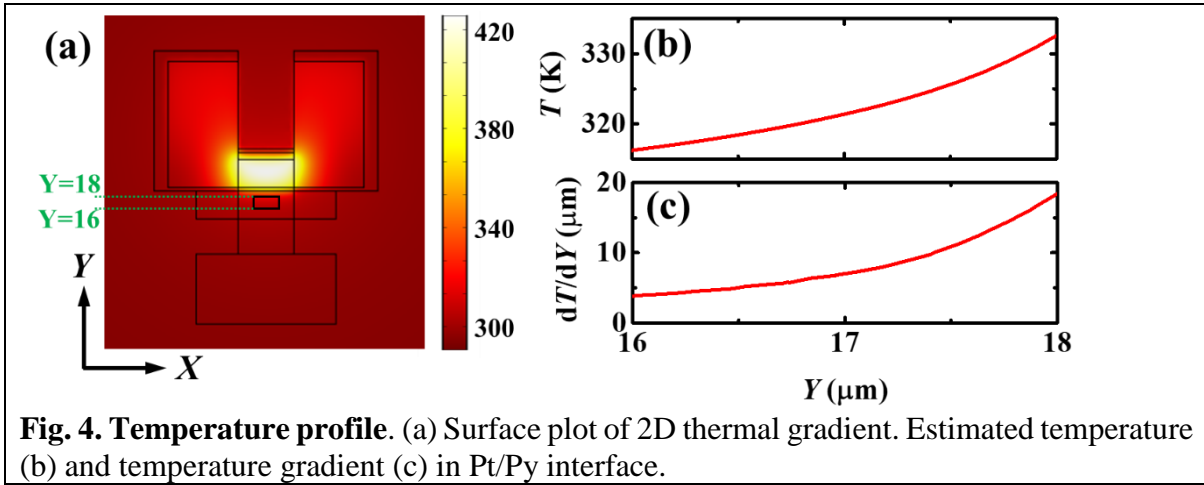 (a)
420
380
340
300
Y=18
Y=16
Y
X
(b)
T (K)
330
320
(c)
dT/dY (μm)
20
10
5
0
16
17
18
Y (μm)
Fig. 4. Temperature profile. (a) Surface plot of 2D thermal gradient. Estimated temperature
(b) and temperature gradient (c) in Pt/Py interface.